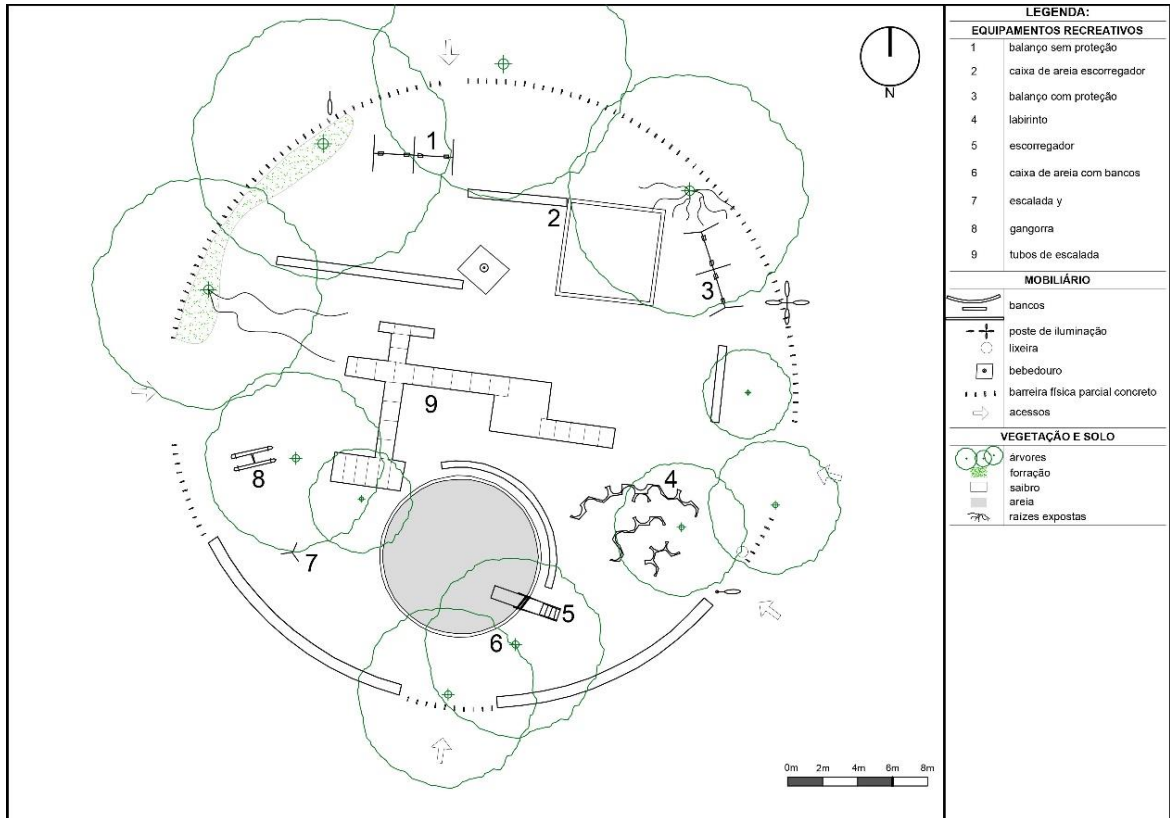 1
2
3
4
5
6
7
8
9
N
0m 2m 4m 6m 8m
LEGENDA:
EQUIPAMENTOS RECREATIVOS
1 balanço sem proteção
2 caixa de areia escorregador
3 balanço com proteção
4 labirinto
5 escorregador
6 caixa de areia com bancos
7 escalada y
8 gangorra
9 tubos de escalada
MOBILIÁRIO
bancos
poste de iluminação
lixeira
bebedouro
barreira física parcial concreto
acessos
VEGETAÇÃO E SOLO
árvores
forração
saibro
areia
raízes expostas